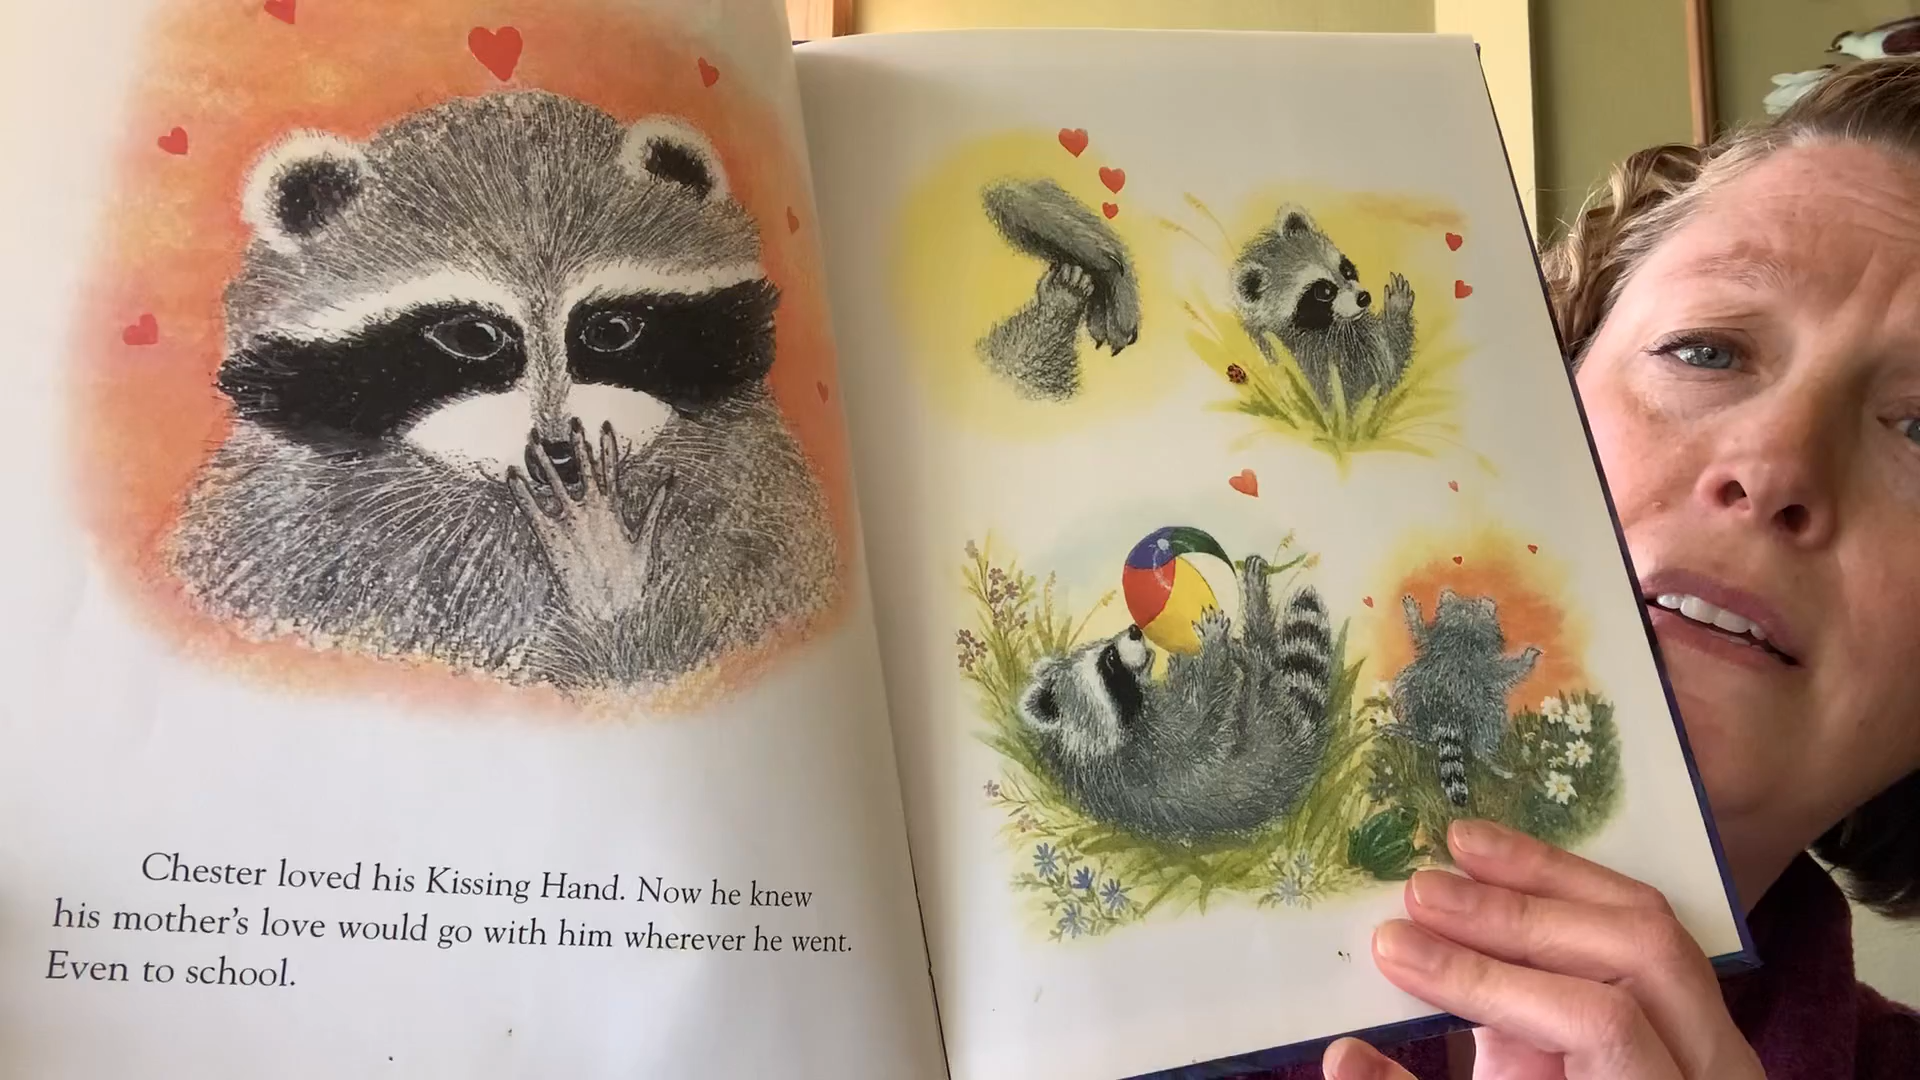 Chester loved his Kissing Hand. Now he knew
his mother's love would go with him wherever he went.
Even to school.